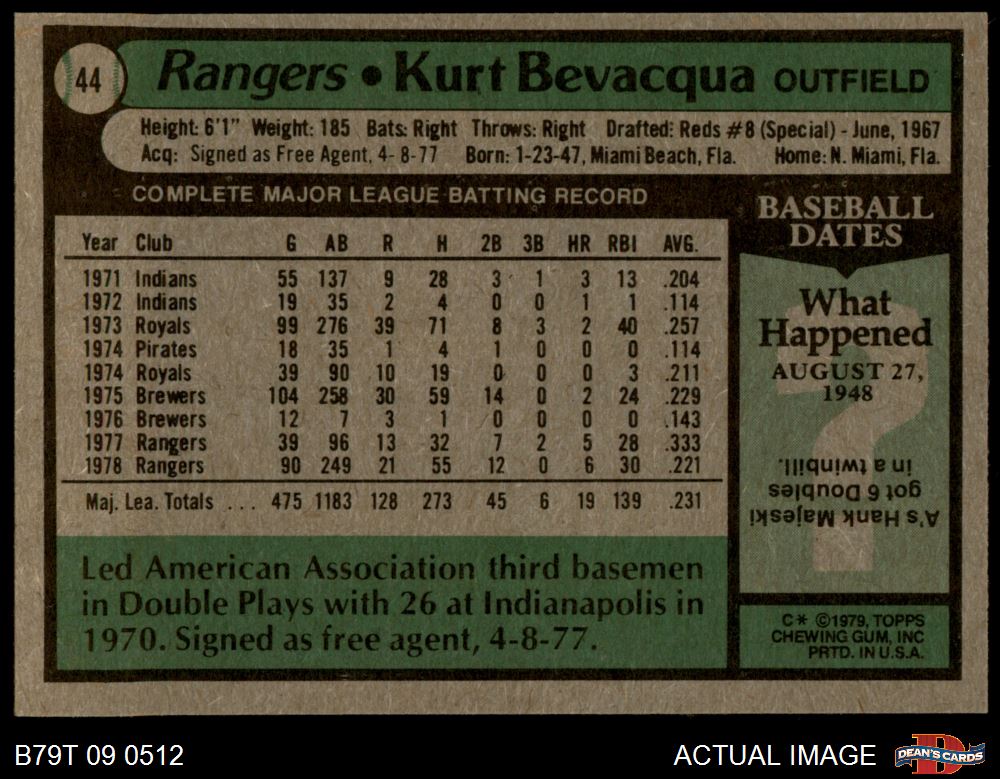 44
Rangers • Kurt Bevacqua OUTFIELD
Height: 6'1" Weight: 185 Bats: Right Throws: Right Drafted: Reds #8 (Special) - June, 1967
Acq: Signed as Free Agent, 4- 8-77 Born: 1-23-47, Miami Beach, Fla. Home: N. Miami, Fla.
COMPLETE MAJOR LEAGUE BATTING RECORD
Year Club G AB R H 2B 3B HR RBI AVG.
1971 Indians 55 137 9 28 3 1 3 13 .204
1972 Indians 19 35 2 4 0 0 1 1 .114
1973 Royals 99 276 39 71 8 3 2 40 .257
1974 Pirates 18 35 1 4 1 0 0 0 .114
1974 Royals 39 90 10 19 0 0 0 3 .211
1975 Brewers 104 258 30 59 14 0 2 24 .229
1976 Brewers 12 7 3 1 0 0 0 0 .143
1977 Rangers 39 96 13 32 7 2 5 28 .333
1978 Rangers 90 249 21 55 12 0 6 30 .221
Maj. Lea. Totals . . . 475 1183 128 273 45 6 19 139 .231
Led American Association third basemen
in Double Plays with 26 at Indianapolis in
1970. Signed as free agent, 4-8-77.
BASEBALL
DATES
What
Happened
AUGUST 27,
1948
A's Hank Majeski
got 6 Doubles
in a twinbill.
C* ©1979, TOPPS
CHEWING GUM, INC
PRTD. IN U.S.A.
B79T 09 0512
ACTUAL IMAGE
DEAN'S CARDS